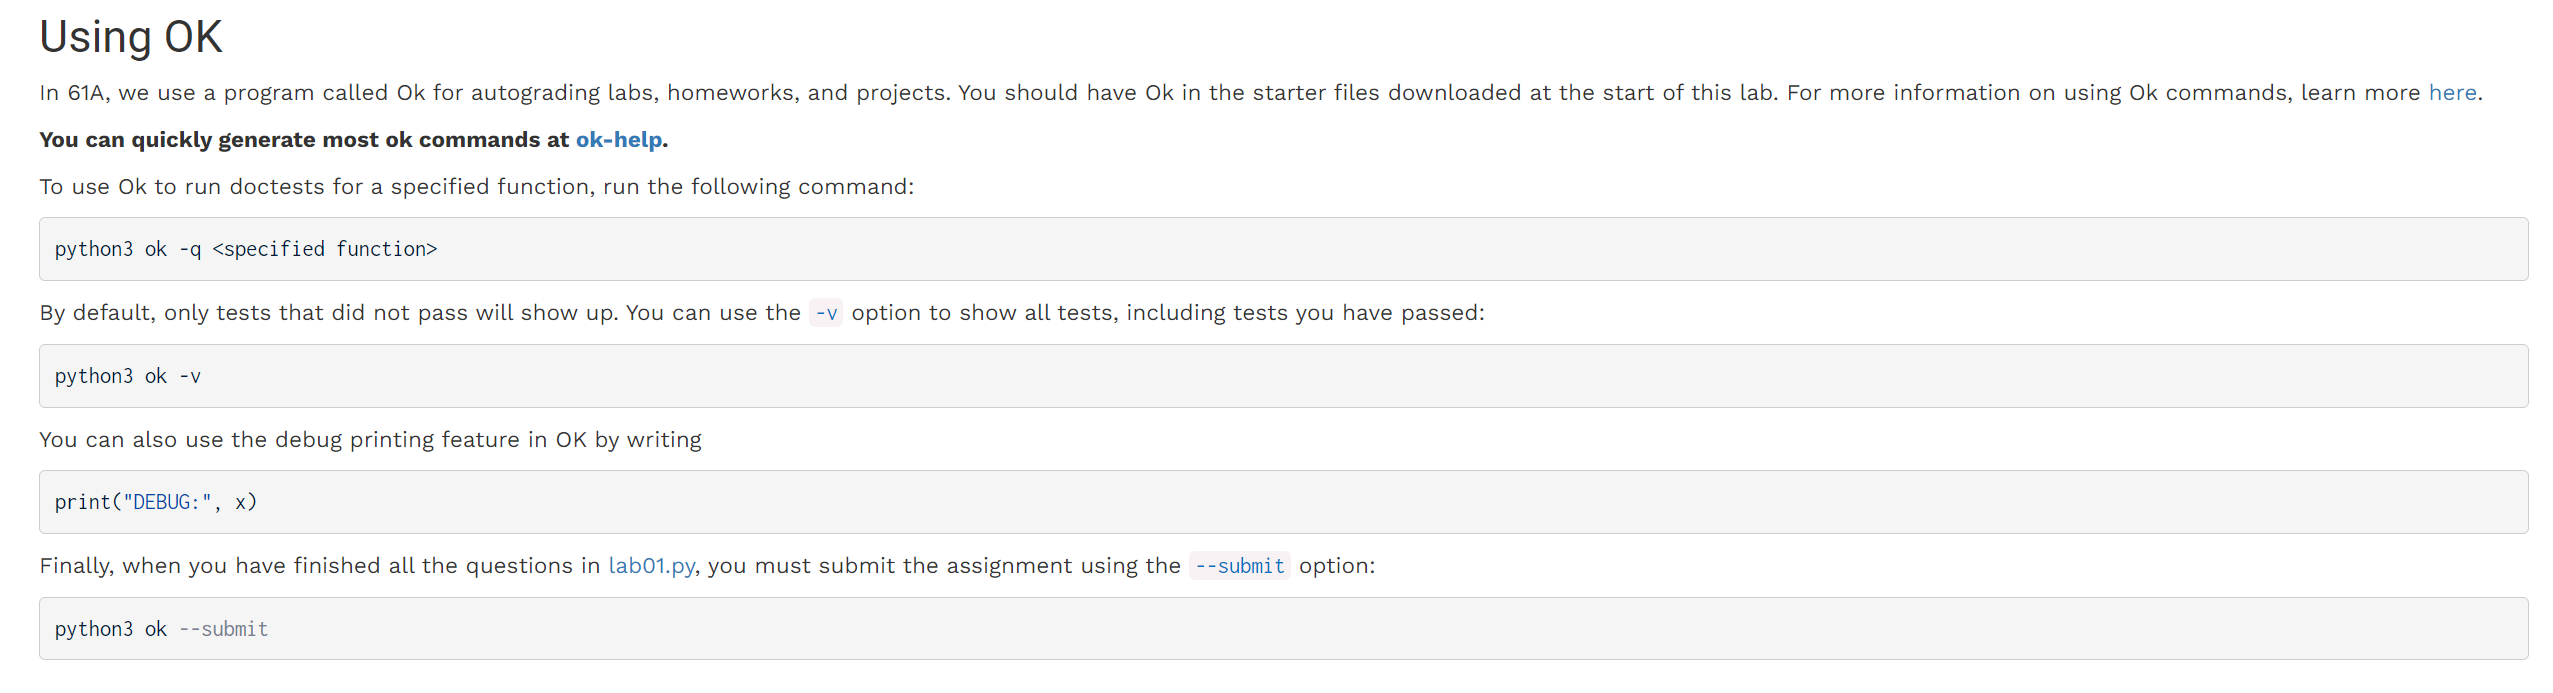 Using OK
In 61A, we use a program called Ok for autograding labs, homeworks, and projects. You should have Ok in the starter files downloaded at the start of this lab. For more information on using Ok commands, learn more here.
You can quickly generate most ok commands at ok-help.
To use Ok to run doctests for a specified function, run the following command:
python3 ok -q <specified function>
By default, only tests that did not pass will show up. You can use the -v option to show all tests, including tests you have passed:
python3 ok -v
You can also use the debug printing feature in OK by writing
print("DEBUG:", x)
Finally, when you have finished all the questions in lab01.py, you must submit the assignment using the --submit option:
python3 ok --submit